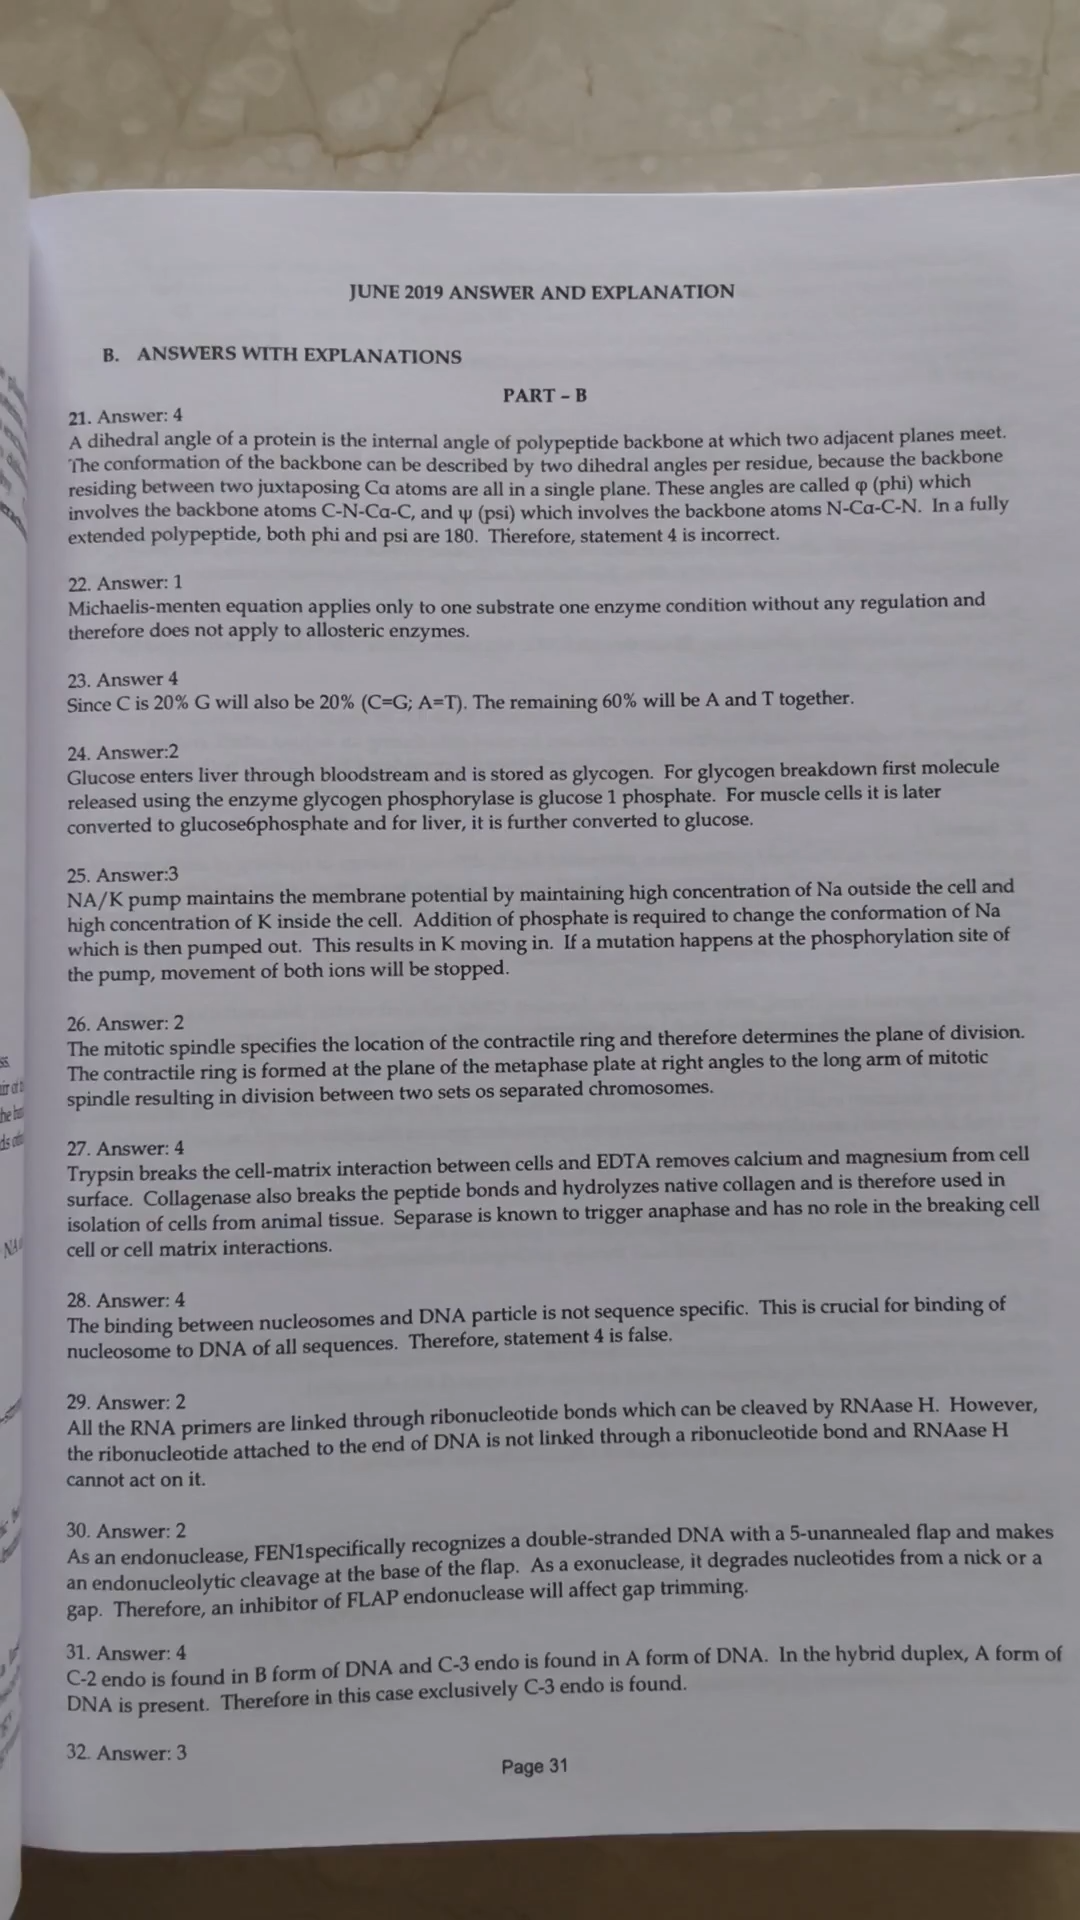 JUNE 2019 ANSWER AND EXPLANATION
B. ANSWERS WITH EXPLANATIONS
PART – B
21. Answer: 4
A dihedral angle of a protein is the internal angle of polypeptide backbone at which two adjacent planes meet.
The conformation of the backbone can be described by two dihedral angles per residue, because the backbone
residing between two juxtaposing Cα atoms are all in a single plane. These angles are called φ (phi) which
involves the backbone atoms C-N-Cα-C, and ψ (psi) which involves the backbone atoms N-Cα-C-N. In a fully
extended polypeptide, both phi and psi are 180. Therefore, statement 4 is incorrect.
22. Answer: 1
Michaelis-menten equation applies only to one substrate one enzyme condition without any regulation and
therefore does not apply to allosteric enzymes.
23. Answer 4
Since C is 20% G will also be 20% (C=G; A=T). The remaining 60% will be A and T together.
24. Answer:2
Glucose enters liver through bloodstream and is stored as glycogen. For glycogen breakdown first molecule
released using the enzyme glycogen phosphorylase is glucose 1 phosphate. For muscle cells it is later
converted to glucose6phosphate and for liver, it is further converted to glucose.
25. Answer:3
NA/K pump maintains the membrane potential by maintaining high concentration of Na outside the cell and
high concentration of K inside the cell. Addition of phosphate is required to change the conformation of Na
which is then pumped out. This results in K moving in. If a mutation happens at the phosphorylation site of
the pump, movement of both ions will be stopped.
26. Answer: 2
The mitotic spindle specifies the location of the contractile ring and therefore determines the plane of division.
The contractile ring is formed at the plane of the metaphase plate at right angles to the long arm of mitotic
spindle resulting in division between two sets os separated chromosomes.
27. Answer: 4
Trypsin breaks the cell-matrix interaction between cells and EDTA removes calcium and magnesium from cell
surface. Collagenase also breaks the peptide bonds and hydrolyzes native collagen and is therefore used in
isolation of cells from animal tissue. Separase is known to trigger anaphase and has no role in the breaking cell
cell or cell matrix interactions.
28. Answer: 4
The binding between nucleosomes and DNA particle is not sequence specific. This is crucial for binding of
nucleosome to DNA of all sequences. Therefore, statement 4 is false.
29. Answer: 2
All the RNA primers are linked through ribonucleotide bonds which can be cleaved by RNAase H. However,
the ribonucleotide attached to the end of DNA is not linked through a ribonucleotide bond and RNAase H
cannot act on it.
30. Answer: 2
As an endonuclease, FEN1specifically recognizes a double-stranded DNA with a 5-unannealed flap and makes
an endonucleolytic cleavage at the base of the flap. As a exonuclease, it degrades nucleotides from a nick or a
gap. Therefore, an inhibitor of FLAP endonuclease will affect gap trimming.
31. Answer: 4
C-2 endo is found in B form of DNA and C-3 endo is found in A form of DNA. In the hybrid duplex, A form of
DNA is present. Therefore in this case exclusively C-3 endo is found.
32. Answer: 3
Page 31